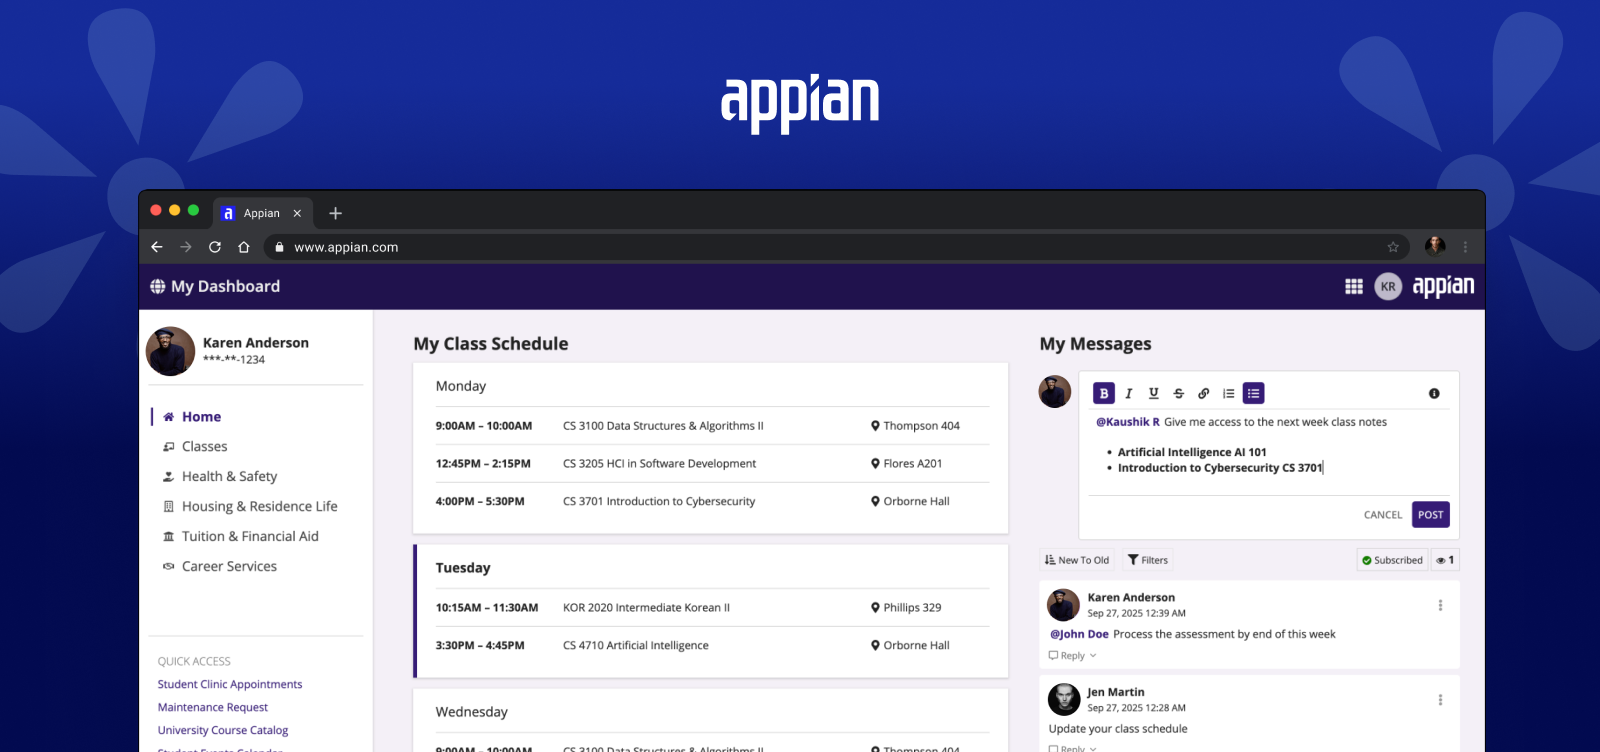 appian
Appian
www.appian.com
My Dashboard
KR
appian
Karen Anderson
***-**-1234
Home
Classes
Health & Safety
Housing & Residence Life
Tuition & Financial Aid
Career Services
QUICK ACCESS
Student Clinic Appointments
Maintenance Request
University Course Catalog
Student Events Calendar
My Class Schedule
Monday
9:00AM – 10:00AM CS 3100 Data Structures & Algorithms II Thompson 404
12:45PM – 2:15PM CS 3205 HCI in Software Development Flores A201
4:00PM – 5:30PM CS 3701 Introduction to Cybersecurity Orborne Hall
Tuesday
10:15AM – 11:30AM KOR 2020 Intermediate Korean II Phillips 329
3:30PM – 4:45PM CS 4710 Artificial Intelligence Orborne Hall
Wednesday
9:00AM – 10:00AM CS 3100 Data Structures & Algorithms II Thompson 404
My Messages
B I U S
@Kaushik R Give me access to the next week class notes
• Artificial Intelligence AI 101
• Introduction to Cybersecurity CS 3701
CANCEL POST
New To Old Filters Subscribed 1
Karen Anderson
Sep 27, 2025 12:39 AM
@John Doe Process the assessment by end of this week
Reply
Jen Martin
Sep 27, 2025 12:28 AM
Update your class schedule
Reply